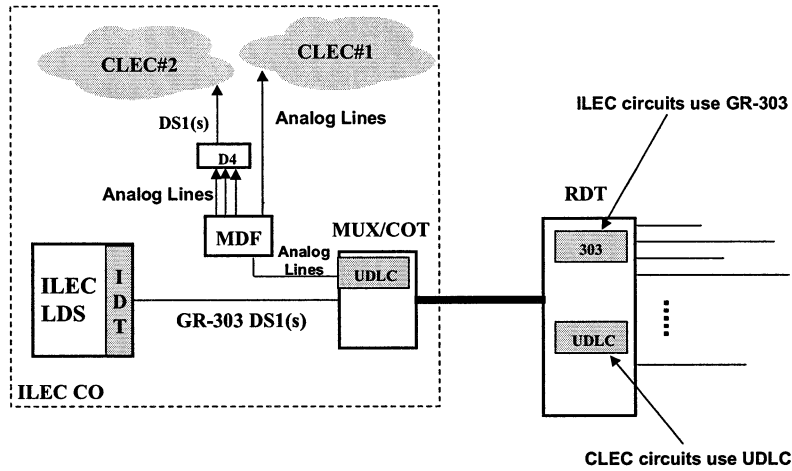 CLEC#2
CLEC#1
ILEC circuits use GR-303
DS1(s)
Analog Lines
D4
Analog Lines
RDT
MDF
MUX/COT
303
Analog
Lines
UDLC
ILEC
LDS
I
D
T
GR-303 DS1(s)
UDLC
ILEC CO
CLEC circuits use UDLC